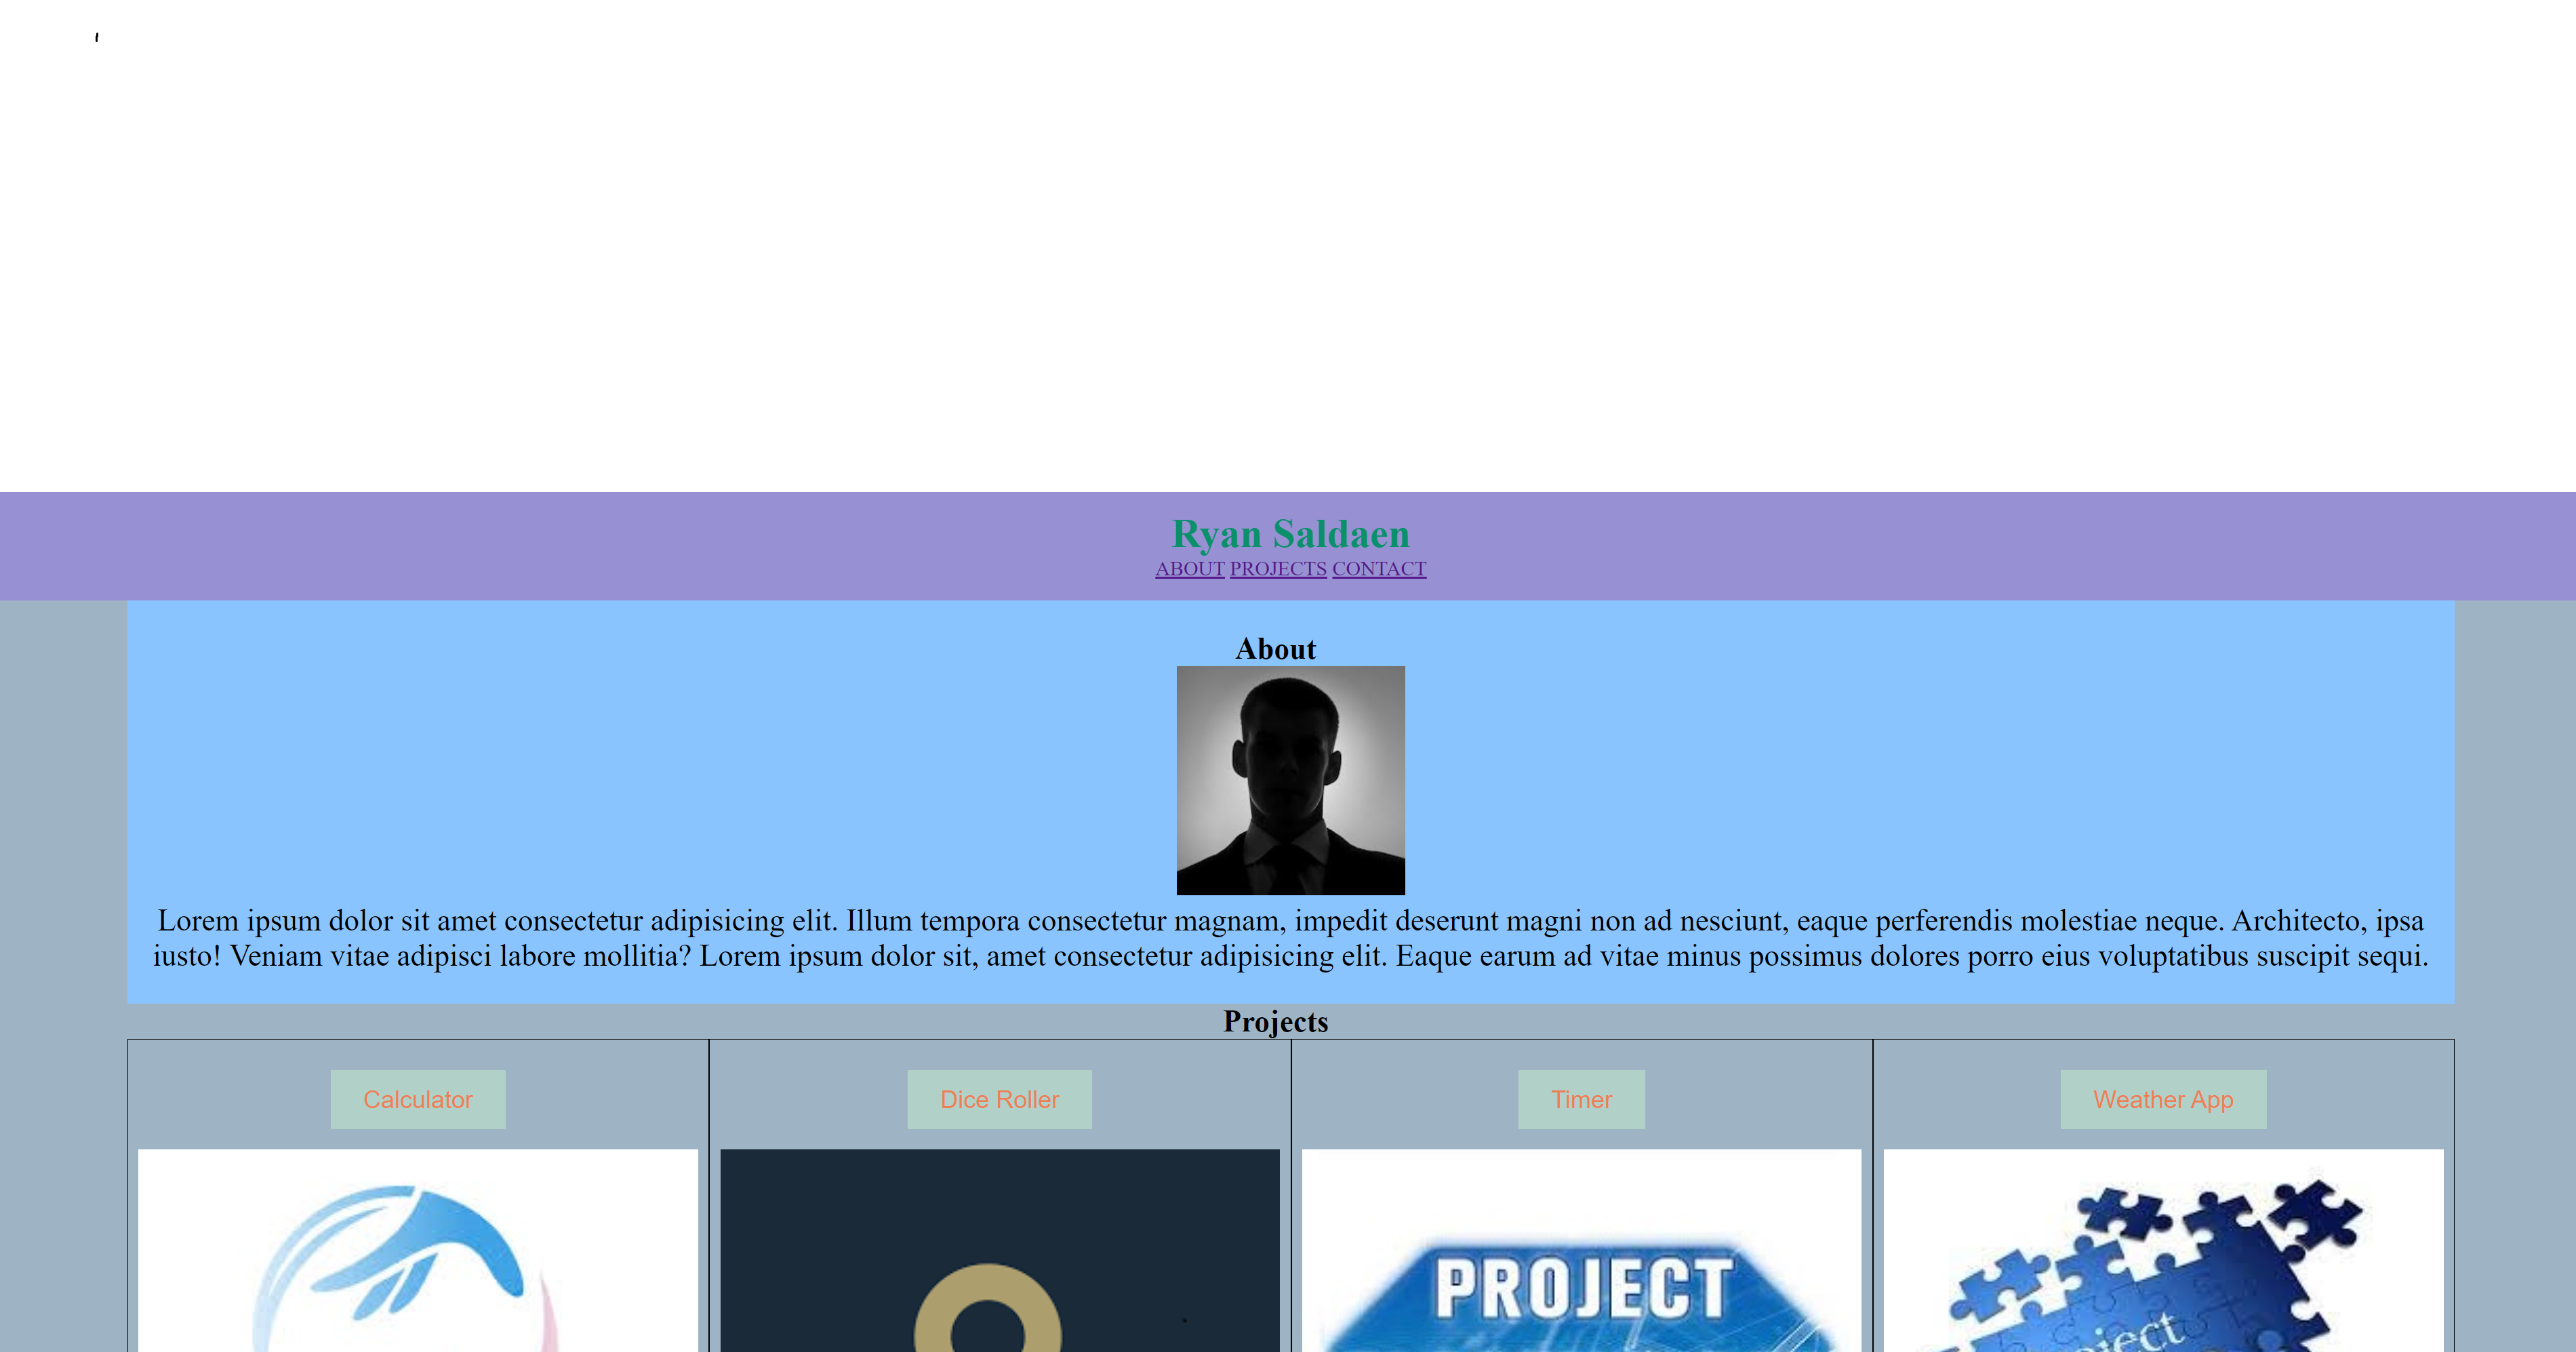 Ryan Saldaen
ABOUT PROJECTS CONTACT
About
Lorem ipsum dolor sit amet consectetur adipisicing elit. Illum tempora consectetur magnam, impedit deserunt magni non ad nesciunt, eaque perferendis molestiae neque. Architecto, ipsa
iusto! Veniam vitae adipisci labore mollitia? Lorem ipsum dolor sit, amet consectetur adipisicing elit. Eaque earum ad vitae minus possimus dolores porro eius voluptatibus suscipit sequi.
Projects
Calculator
Dice Roller
Timer
Weather App
PROJECT